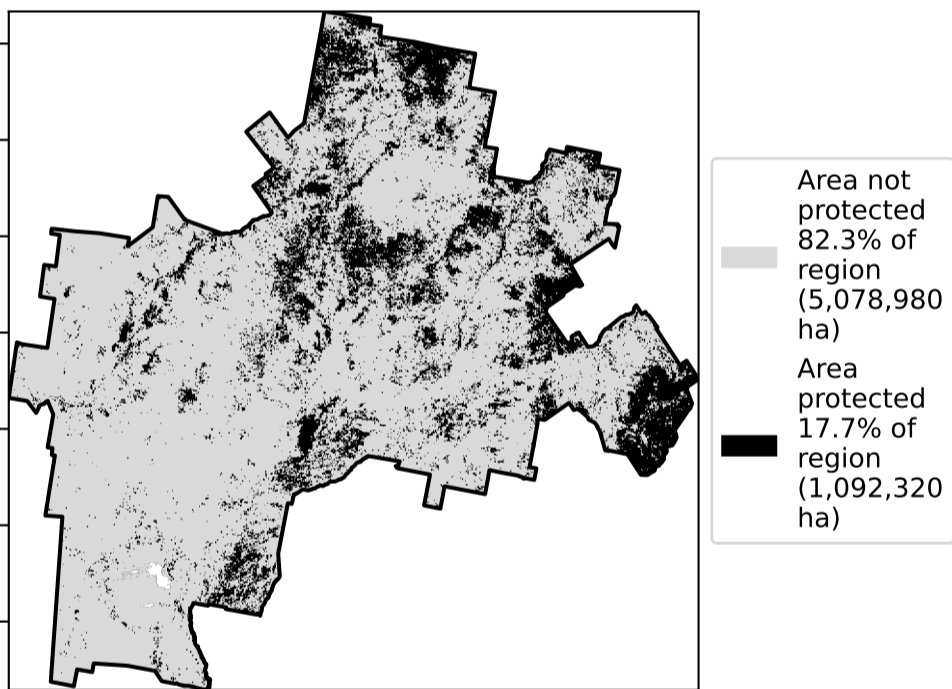 Area not
protected
82.3% of
region
(5,078,980
ha)
Area
protected
17.7% of
region
(1,092,320
ha)